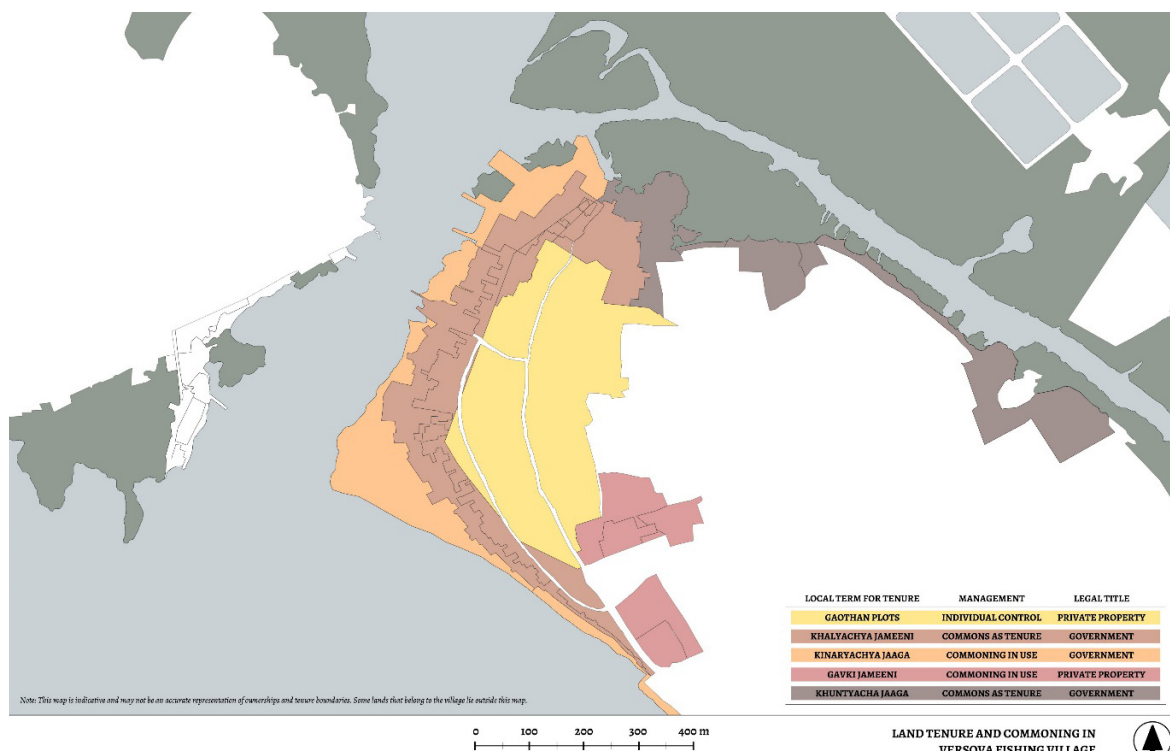 LOCAL TERM FOR TENURE MANAGEMENT LEGAL TITLE
GAOTHAN PLOTS INDIVIDUAL CONTROL PRIVATE PROPERTY
KHALYACHYA JAMEENI COMMONS AS TENURE GOVERNMENT
KINARYACHYA JAAGA COMMONING IN USE GOVERNMENT
GAVKI JAMEENI COMMONING IN USE PRIVATE PROPERTY
KHUNTYACHA JAAGA COMMONS AS TENURE GOVERNMENT
Note: This map is indicative and may not be an accurate representation of ownerships and tenure boundaries. Some lands that belong to the village lie outside this map.
0 100 200 300 400 m
LAND TENURE AND COMMONING IN
VERSOVA FISHING VILLAGE